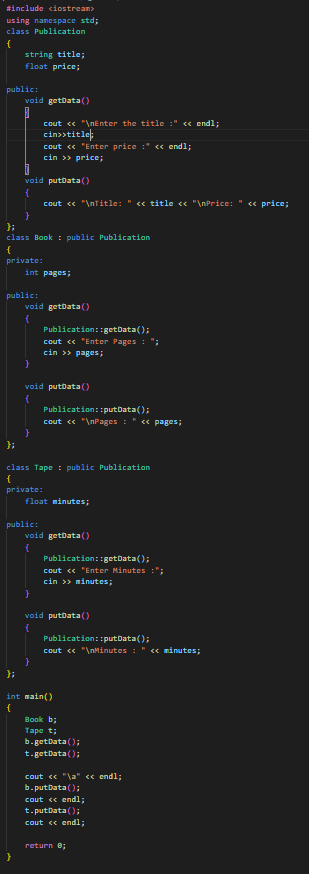 #include <iostream>
using namespace std;
class Publication
{
    string title;
    float price;

public:
    void getData()
    {
        cout << "\nEnter the title :" << endl;
        cin>>title;
        cout << "Enter price :" << endl;
        cin >> price;
    }
    void putData()
    {
        cout << "\nTitle: " << title << "\nPrice: " << price;
    }
};
class Book : public Publication
{
private:
    int pages;

public:
    void getData()
    {
        Publication::getData();
        cout << "Enter Pages : ";
        cin >> pages;
    }

    void putData()
    {
        Publication::putData();
        cout << "\nPages : " << pages;
    }
};

class Tape : public Publication
{
private:
    float minutes;

public:
    void getData()
    {
        Publication::getData();
        cout << "Enter Minutes :";
        cin >> minutes;
    }

    void putData()
    {
        Publication::putData();
        cout << "\nMinutes : " << minutes;
    }
};

int main()
{
    Book b;
    Tape t;
    b.getData();
    t.getData();

    cout << "\a" << endl;
    b.putData();
    cout << endl;
    t.putData();
    cout << endl;

    return 0;
}